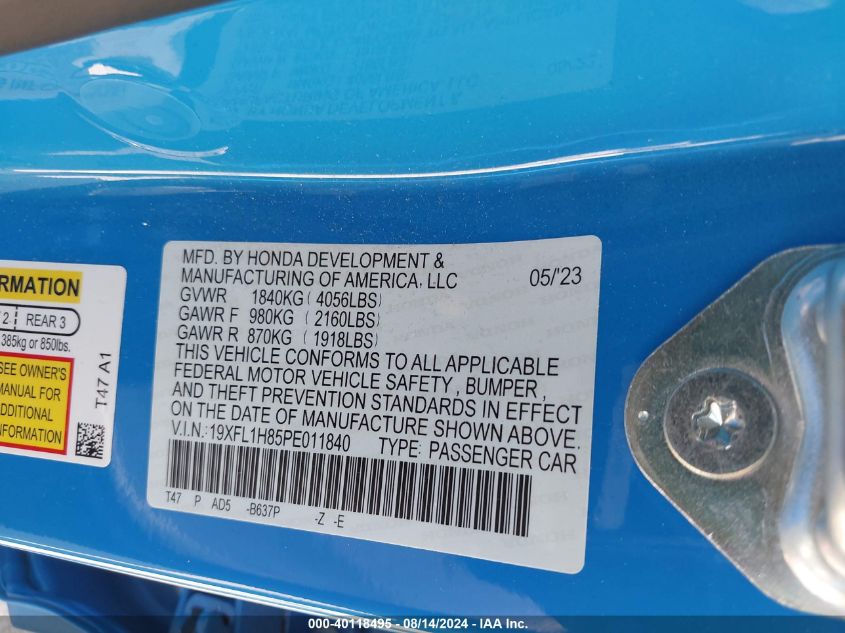 MFD. BY HONDA DEVELOPMENT &
MANUFACTURING OF AMERICA, LLC 05/'23
GVWR 1840KG (4056LBS)
GAWR F 980KG (2160LBS)
GAWR R 870KG (1918LBS)
THIS VEHICLE CONFORMS TO ALL APPLICABLE
FEDERAL MOTOR VEHICLE SAFETY, BUMPER,
AND THEFT PREVENTION STANDARDS IN EFFECT
ON THE DATE OF MANUFACTURE SHOWN ABOVE.
V.I.N.: 19XFL1H85PE011840 TYPE: PASSENGER CAR
T47 P AD5 -B637P -Z -E
RMATION
2 REAR 3
385kg or 850lbs.
SEE OWNER'S
MANUAL FOR
ADDITIONAL
INFORMATION
T47 A1
000-40118495 - 08/14/2024 - IAAI.COM